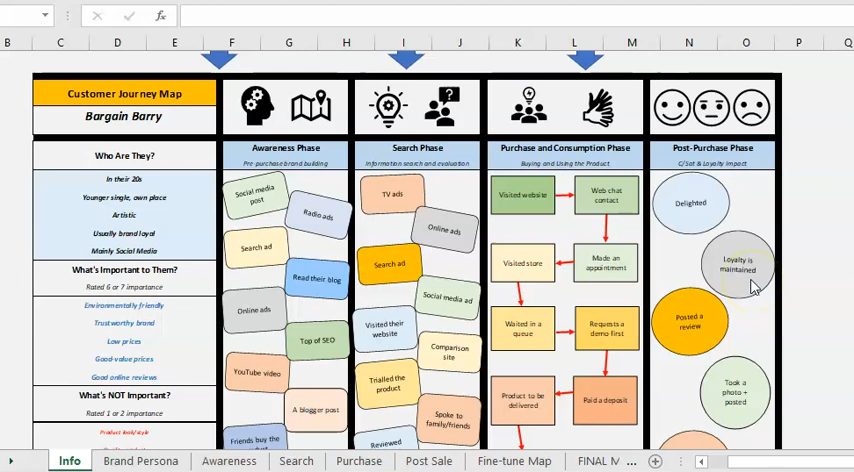 fx
B C D E F G H I J K L M N O P Q
Customer Journey Map
Bargain Barry
Who Are They?
In their 20s
Younger single, own place
Artistic
Usually brand loyal
Mainly Social Media
What's Important to Them?
Rated 6 or 7 importance
Environmentally friendly
Trustworthy brand
Low prices
Good-value prices
Good online reviews
What's NOT Important?
Rated 1 or 2 importance
Product look/style
Awareness Phase
Pre-purchase brand building
Social media
post
Radio ads
Search ad
Read their blog
Online ads
Top of SEO
YouTube video
A blogger post
Friends buy the
Search Phase
Information search and evaluation
TV ads
Online ads
Search ad
Social media ad
Visited their
website
Comparison
site
Trialled the
product
Spoke to
family/friends
Reviewed
Purchase and Consumption Phase
Buying and Using the Product
Visited website
Web chat
contact
Visited store
Made an
appointment
Waited in a
queue
Requests a
demo first
Product to be
delivered
Paid a deposit
Post-Purchase Phase
C/Sat & Loyalty Impact
Delighted
Loyalty is
maintained
Posted a
review
Took a
photo +
posted
Info Brand Persona Awareness Search Purchase Post Sale Fine-tune Map FINAL M ...